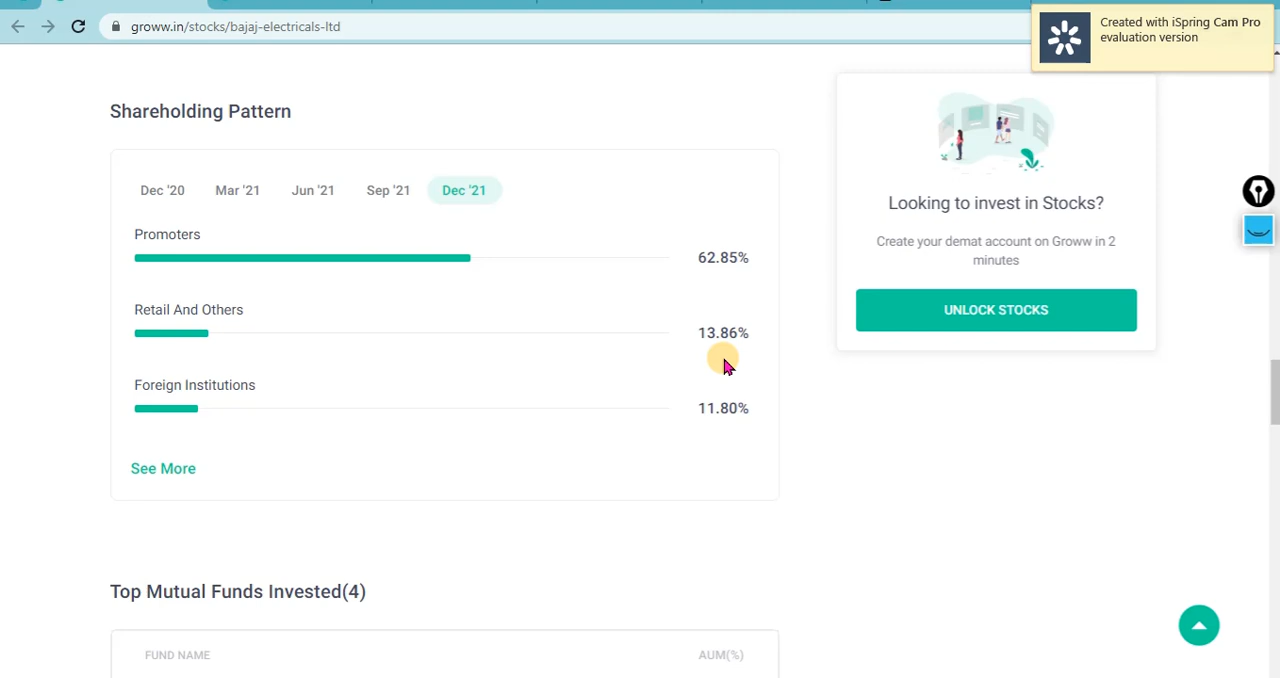 groww.in/stocks/bajaj-electricals-ltd
Created with iSpring Cam Pro
evaluation version
Shareholding Pattern
Dec '20 Mar '21 Jun '21 Sep '21 Dec '21
Promoters
62.85%
Retail And Others
13.86%
Foreign Institutions
11.80%
See More
Looking to invest in Stocks?
Create your demat account on Groww in 2
minutes
UNLOCK STOCKS
Top Mutual Funds Invested(4)
FUND NAME AUM(%)